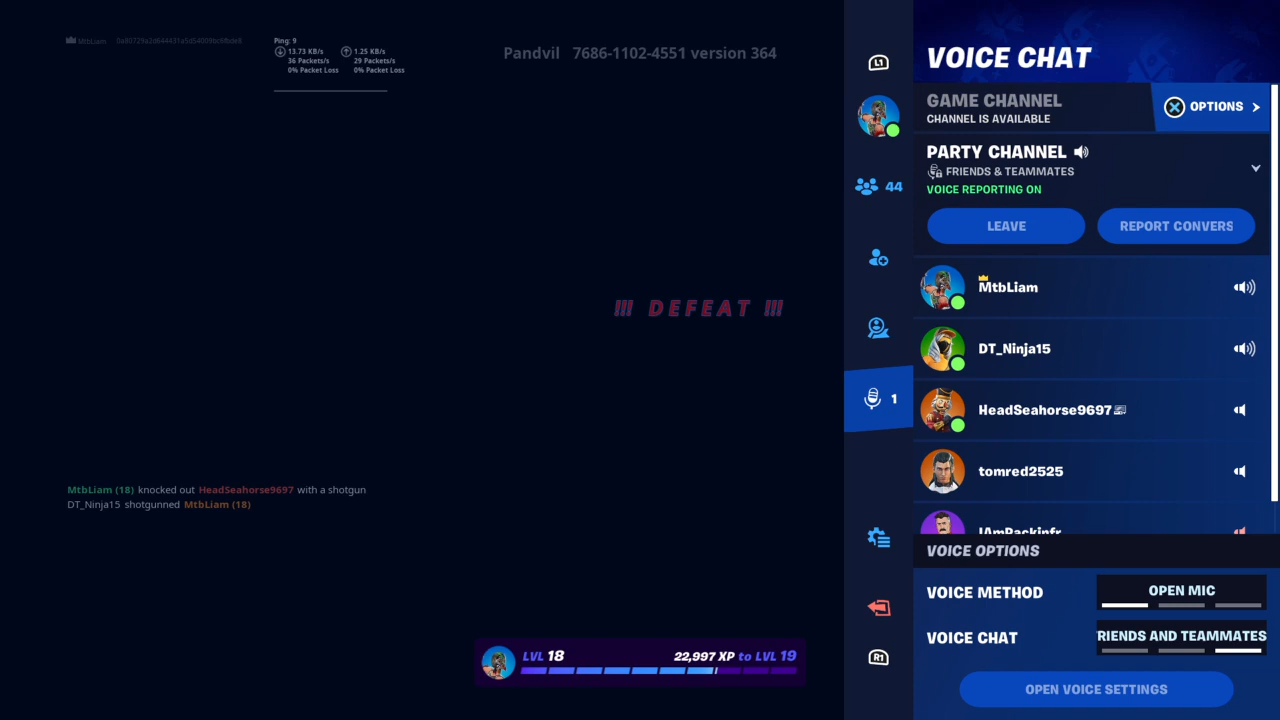 MtbLiam
Ping: 9
13.73 KB/s 1.25 KB/s
36 Packets/s 29 Packets/s
0% Packet Loss 0% Packet Loss
Pandvil 7686-1102-4551 version 364
III DEFEAT III
MtbLiam (18) knocked out HeadSeahorse9697 with a shotgun
DT_Ninja15 shotgunned MtbLiam (18)
LVL 18 22,997 XP to LVL 19
L1
44
1
R1
VOICE CHAT
GAME CHANNEL
CHANNEL IS AVAILABLE
OPTIONS
PARTY CHANNEL
FRIENDS & TEAMMATES
VOICE REPORTING ON
LEAVE REPORT CONVERS
MtbLiam
DT_Ninja15
HeadSeahorse9697
tomred2525
VOICE OPTIONS
VOICE METHOD OPEN MIC
VOICE CHAT RIENDS AND TEAMMATES
OPEN VOICE SETTINGS